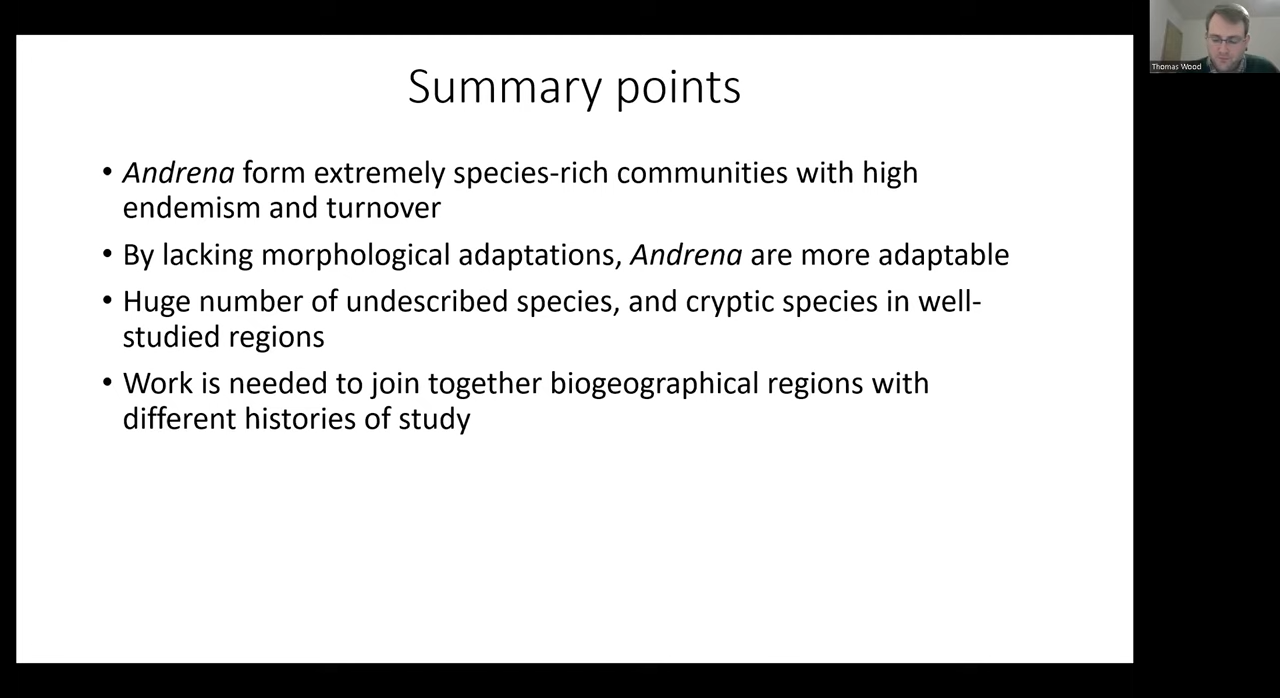 Summary points
• Andrena form extremely species-rich communities with high
endemism and turnover
• By lacking morphological adaptations, Andrena are more adaptable
• Huge number of undescribed species, and cryptic species in well-
studied regions
• Work is needed to join together biogeographical regions with
different histories of study
Thomas Wood